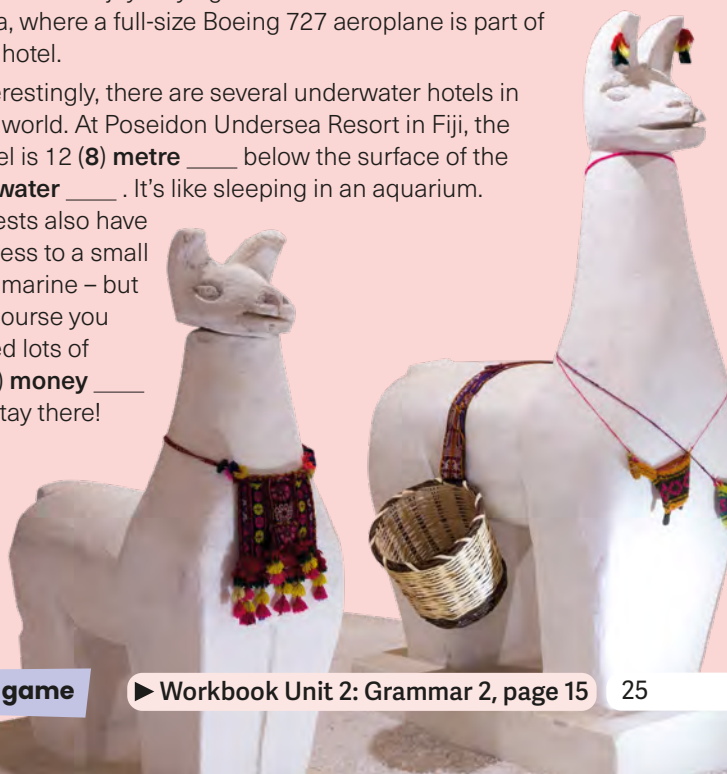 a, where a full-size Boeing 727 aeroplane is part of
hotel.
erestingly, there are several underwater hotels in
world. At Poseidon Undersea Resort in Fiji, the
el is 12 (8) metre ____ below the surface of the
water ____ . It's like sleeping in an aquarium.
ests also have
ess to a small
marine – but
ourse you
ed lots of
) money ____
tay there!
game
▶ Workbook Unit 2: Grammar 2, page 15
25